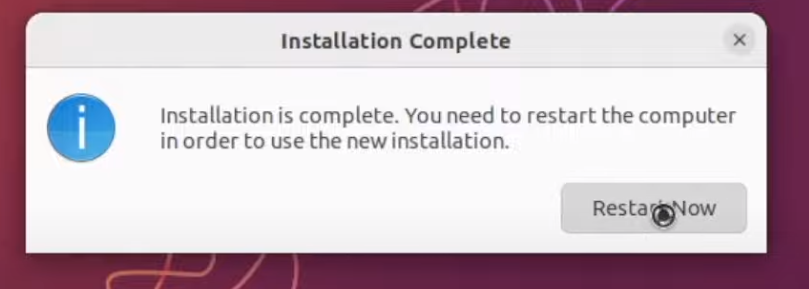 Installation Complete
Installation is complete. You need to restart the computer
in order to use the new installation.
Restart Now